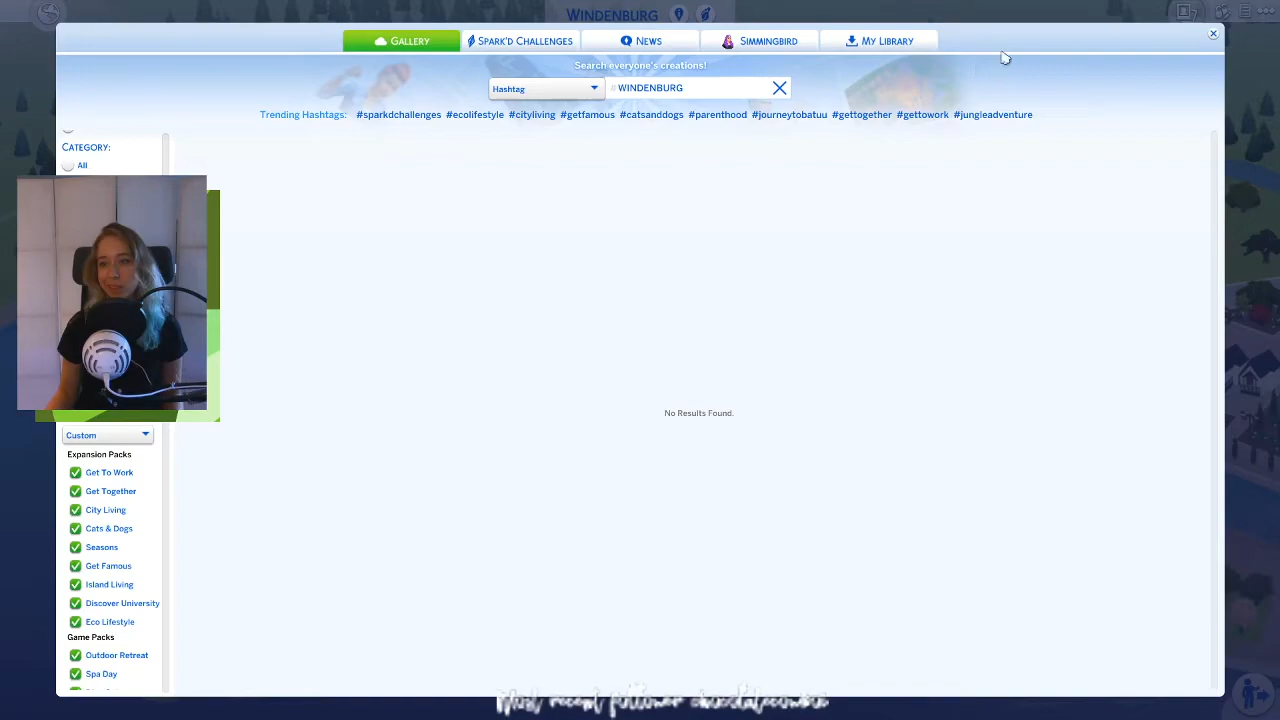 WINDENBURG
GALLERY
SPARK'D CHALLENGES
NEWS
SIMMINGBIRD
MY LIBRARY
Search everyone's creations!
Hashtag
#WINDENBURG
Trending Hashtags: #sparkdchallenges #ecolifestyle #cityliving #getfamous #catsanddogs #parenthood #journeytobatuu #gettogether #gettowork #jungleadventure
CATEGORY:
All
No Results Found.
Custom
Expansion Packs
Get To Work
Get Together
City Living
Cats & Dogs
Seasons
Get Famous
Island Living
Discover University
Eco Lifestyle
Game Packs
Outdoor Retreat
Spa Day
Most recent follower